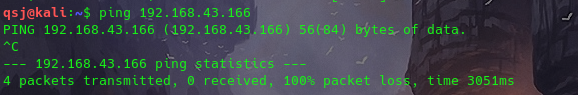 qsj@kali:~$ ping 192.168.43.166
PING 192.168.43.166 (192.168.43.166) 56(84) bytes of data.
^C
--- 192.168.43.166 ping statistics ---
4 packets transmitted, 0 received, 100% packet loss, time 3051ms